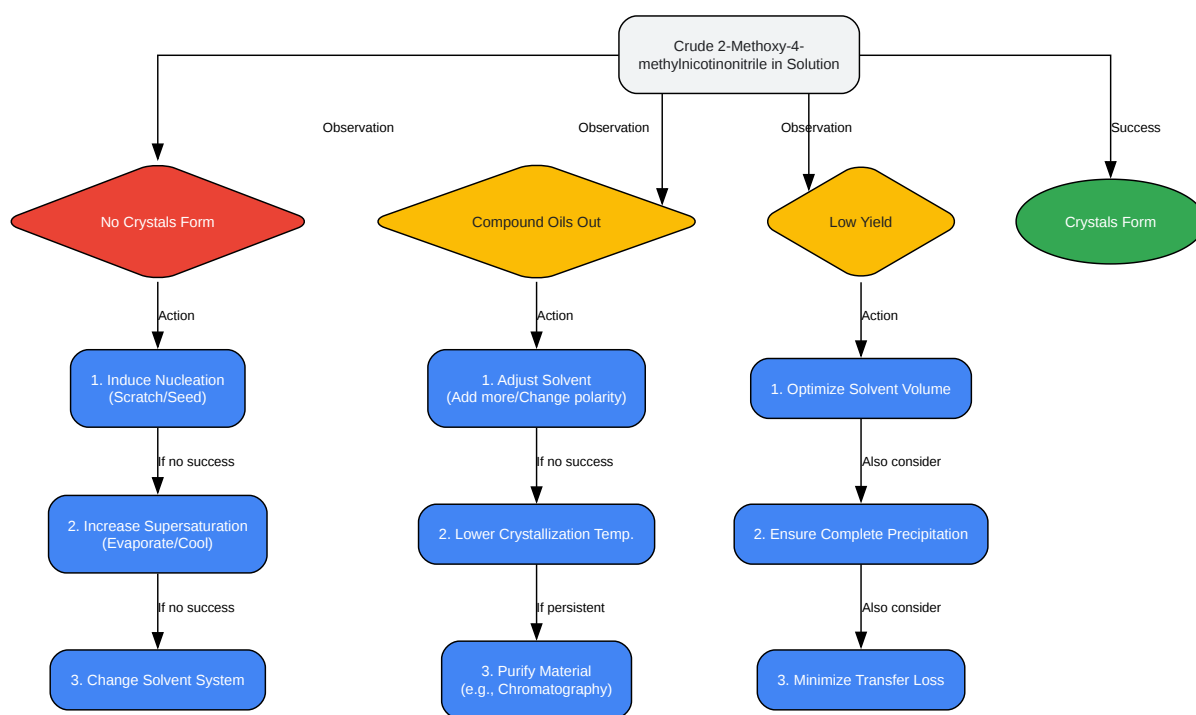 Crude 2-Methoxy-4-
methylnicotinonitrile in Solution
Observation
Observation
Observation
Success
No Crystals Form
Compound Oils Out
Low Yield
Crystals Form
Action
Action
Action
1. Induce Nucleation
(Scratch/Seed)
1. Adjust Solvent
(Add more/Change polarity)
1. Optimize Solvent Volume
If no success
If no success
Also consider
2. Increase Supersaturation
(Evaporate/Cool)
2. Lower Crystallization Temp.
2. Ensure Complete Precipitation
If no success
If persistent
Also consider
3. Change Solvent System
3. Purify Material
(e.g., Chromatography)
3. Minimize Transfer Loss